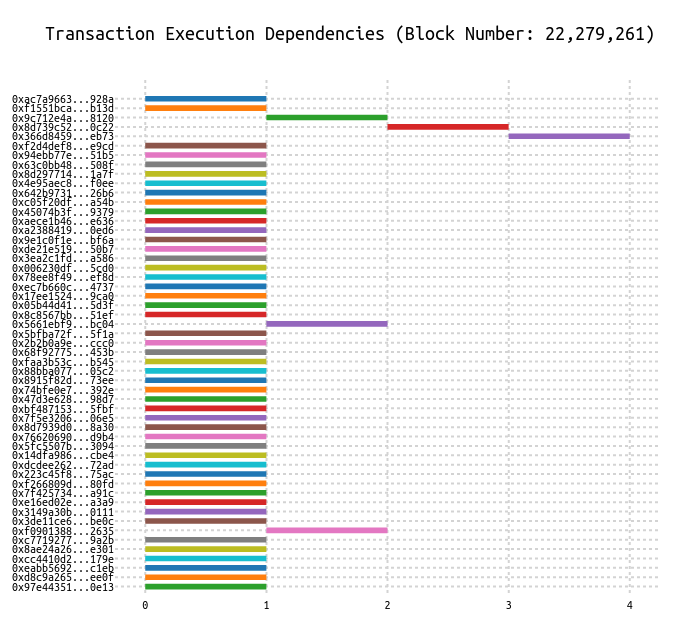 Transaction Execution Dependencies (Block Number: 22,279,261)
0xac7a9663...928a
0xf1551bca...b13d
0x9c712e4a...8120
0x8d739c52...0c22
0x366d8459...eb73
0xf2d4def8...e9cd
0x94ebb77e...51b5
0x63c0bb48...508f
0x8d297714...1a7f
0x4e95aec8...f0ee
0x642b9731...26b6
0xc05f20df...a54b
0x45074b3f...9379
0xaece1b46...e636
0xa2388419...0ed6
0x9e1c0f1e...bf6a
0xde21e519...50b7
0x3ea2c1fd...a586
0x006230df...5cd0
0x78ee8f49...ef8d
0xec7b660c...4737
0x17ee1524...9ca0
0x05b44d41...5d3f
0x8c8567bb...51ef
0x5661ebf9...bc04
0x5bfba72f...5f1a
0x2b2b0a9e...ccc0
0x68f92775...453b
0xfaa3b53c...b545
0x88bba077...05c2
0x8915f82d...73ee
0x74bfe0e7...392e
0x47d3e628...98d7
0xbf487153...5fbf
0x7f5e3206...06e5
0x8d7939d0...8a30
0x76620690...d9b4
0x5fc5507b...3094
0x14dfa986...cbe4
0xdcdee262...72ad
0x223c45f8...75ac
0xf266809d...80fd
0x7f425734...a91c
0xe16ed02e...a3a9
0x3149a30b...0111
0x3de11ce6...be0c
0xf0901388...2635
0xc7719277...9a2b
0x8ae24a26...e301
0xcc4410d2...179e
0xeabb5692...c1eb
0xd8c9a265...ee0f
0x97e44351...0e13
0 1 2 3 4